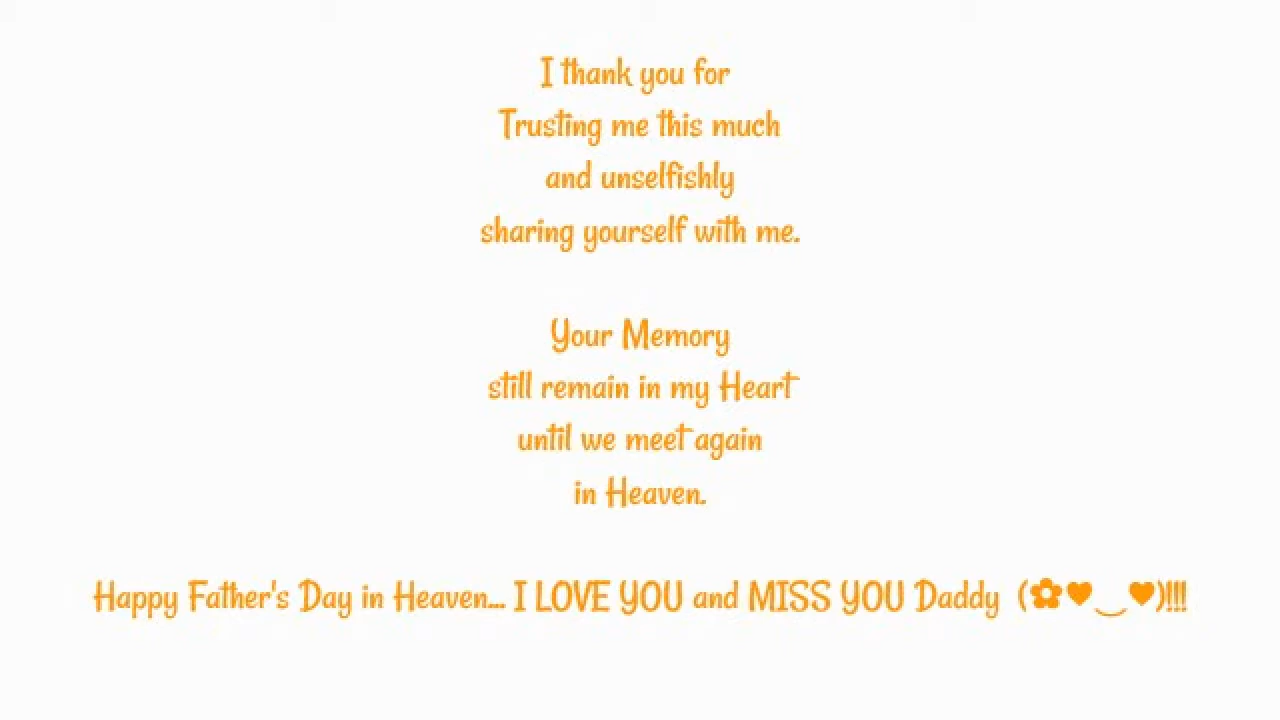 I thank you for
Trusting me this much
and unselfishly
sharing yourself with me.
Your Memory
still remain in my Heart
until we meet again
in Heaven.
Happy Father's Day in Heaven... I LOVE YOU and MISS YOU Daddy (✿♥‿♥)!!!